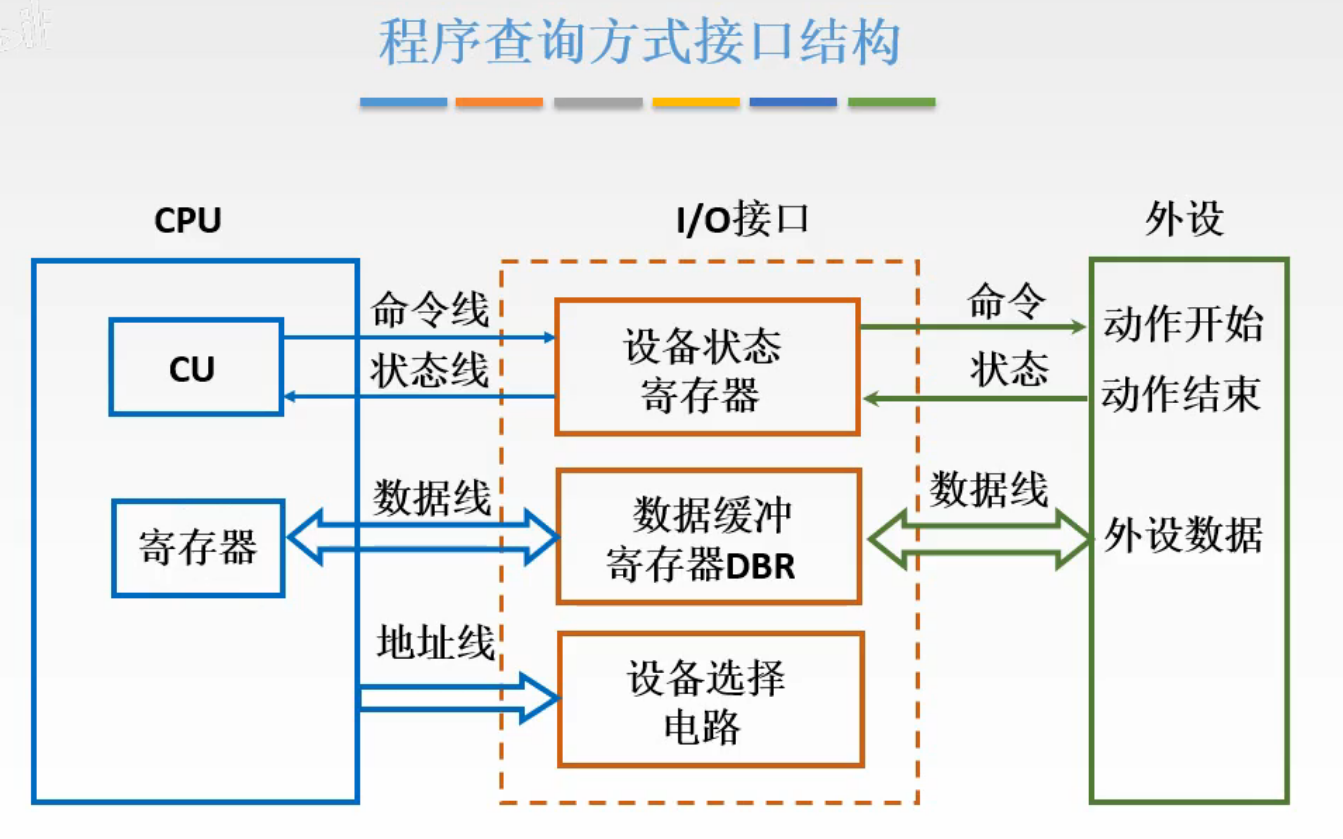 程序查询方式接口结构
CPU
I/O接口
外设
命令线
命令
CU
状态线
设备状态
寄存器
状态
动作开始
动作结束
寄存器
数据线
数据缓冲
寄存器DBR
数据线
外设数据
地址线
设备选择
电路